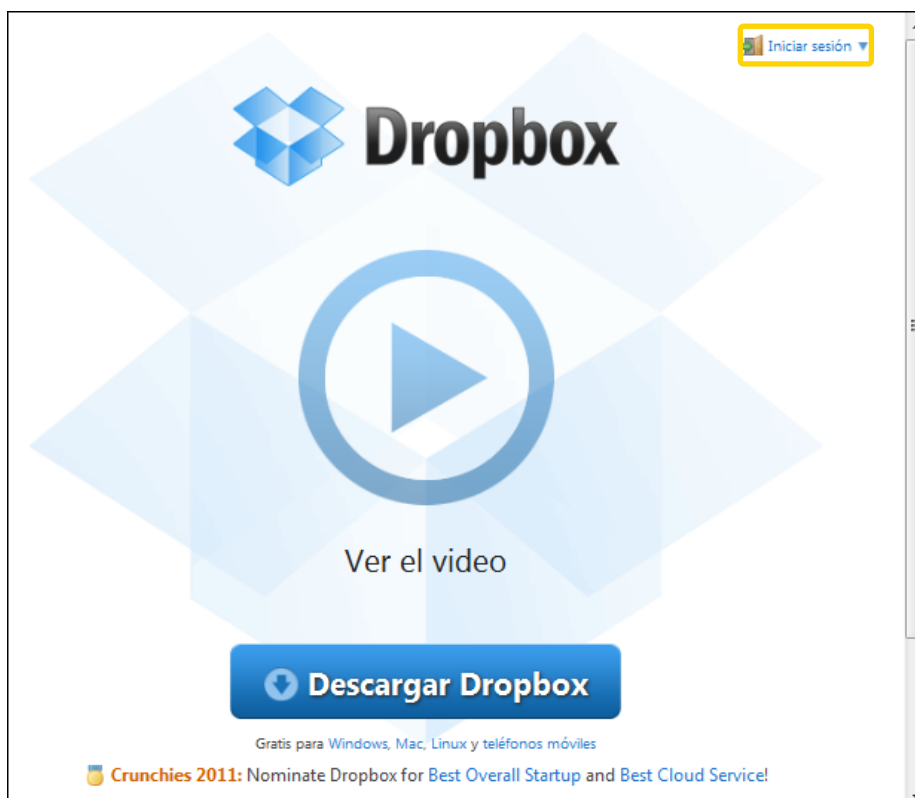 Iniciar sesión ▼
Dropbox
Ver el video
Descargar Dropbox
Gratis para Windows, Mac, Linux y teléfonos móviles
Crunchies 2011: Nominate Dropbox for Best Overall Startup and Best Cloud Service!